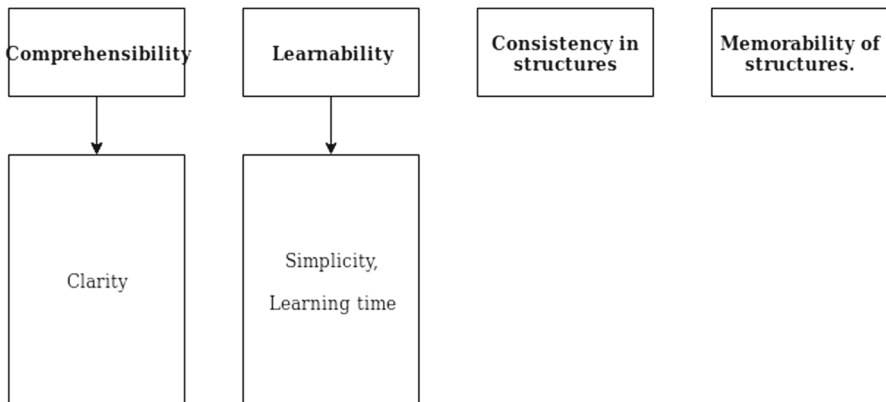 Comprehensibility
Learnability
Consistency in
structures
Memorability of
structures.
Clarity
Simplicity,
Learning time